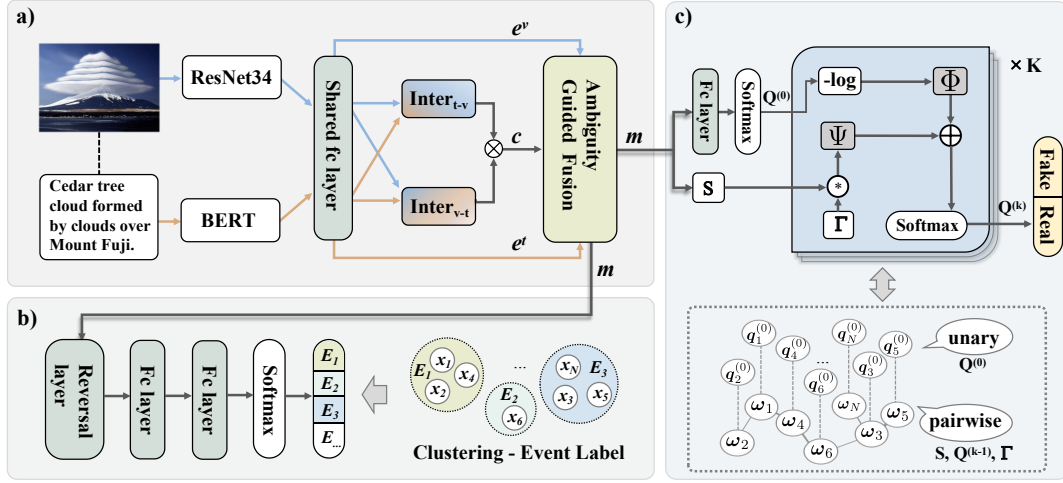 a)
ResNet34
Cedar tree
cloud formed
by clouds over
Mount Fuji.
BERT
Shared fc layer
e^v
Inter_{t-v}
Inter_{v-t}
⊗
c
e^t
Ambiguity
Guided Fusion
m
m
b)
Reversal
layer
Fc layer
Fc layer
Softmax
E_1
E_2
E_3
E_{...}
E_1
x_1
x_4
x_2
...
E_2
x_6
x_N
E_3
x_3
x_5
Clustering - Event Label
c)
Fc layer
Softmax
Q^{(0)}
S
-log
Φ
Ψ
⊕
*
Γ
Softmax
× K
Q^{(k)}
Fake
Real
q_1^{(0)}
q_4^{(0)}
...
q_N^{(0)}
q_5^{(0)}
q_2^{(0)}
q_6^{(0)}
q_3^{(0)}
ω_1
ω_2
ω_4
ω_6
ω_N
ω_3
ω_5
unary
Q^{(0)}
pairwise
S, Q^{(k-1)}, Γ